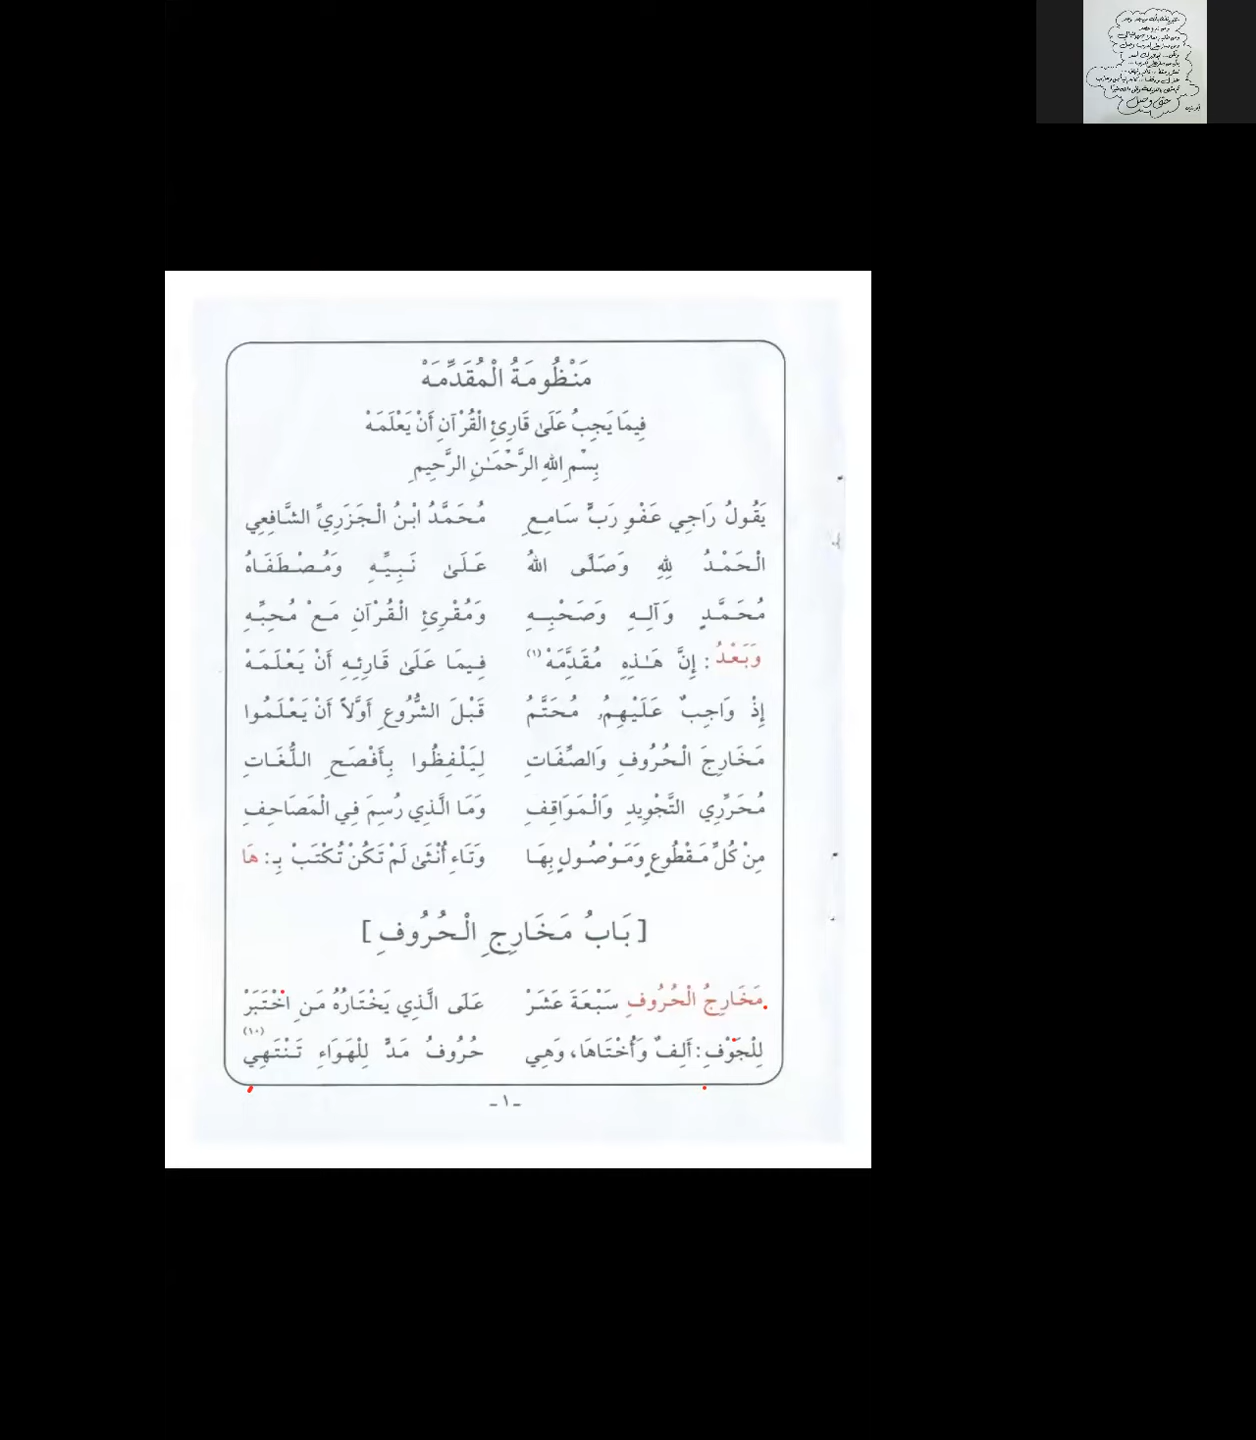 مَنْظُومَةُ الْمُقَدِّمَهْ
فِيمَا يَجِبُ عَلَىٰ قَارِئِ الْقُرْآنِ أَنْ يَعْلَمَهْ
بِسْمِ اللهِ الرَّحْمَـٰنِ الرَّحِيمِ
يَقُولُ رَاجِي عَفْوِ رَبٍّ سَامِعِ مُحَمَّدُ ابْنُ الْجَزَرِيِّ الشَّافِعِي
الْحَمْدُ لِلهِ وَصَلَّى اللهُ عَلَىٰ نَبِيِّهِ وَمُصْطَفَاهُ
مُحَمَّدٍ وَآلِهِ وَصَحْبِهِ وَمُقْرِئِ الْقُرْآنِ مَعْ مُحِبِّهِ
وَبَعْدُ: إِنَّ هَـٰذِهِ مُقَدِّمَهْ (١) فِيمَا عَلَىٰ قَارِئِهِ أَنْ يَعْلَمَهْ
إِذْ وَاجِبٌ عَلَيْهِمُ مُحَتَّمُ قَبْلَ الشُّرُوعِ أَوَّلاً أَنْ يَعْلَمُوا
مَخَارِجَ الْحُرُوفِ وَالصِّفَاتِ لِيَلْفِظُوا بِأَفْصَحِ اللُّغَاتِ
مُحَرِّرِي التَّجْوِيدِ وَالْمَوَاقِفِ وَمَا الَّذِي رُسِمَ فِي الْمَصَاحِفِ
مِنْ كُلِّ مَقْطُوعٍ وَمَوْصُولٍ بِهَا وَتَاءِ أُنْثَىٰ لَمْ تَكُنْ تُكْتَبْ بِـ: هَا
[بَابُ مَخَارِجِ الْحُرُوفِ]
مَخَارِجُ الْحُرُوفِ سَبْعَةَ عَشَرْ عَلَى الَّذِي يَخْتَارُهُ مَنِ اخْتَبَرْ
لِلْجَوْفِ: أَلِفٌ وَأُخْتَاهَا، وَهِي حُرُوفُ مَدٍّ لِلْهَوَاءِ تَنْتَهِي (١٠)
- ١ -